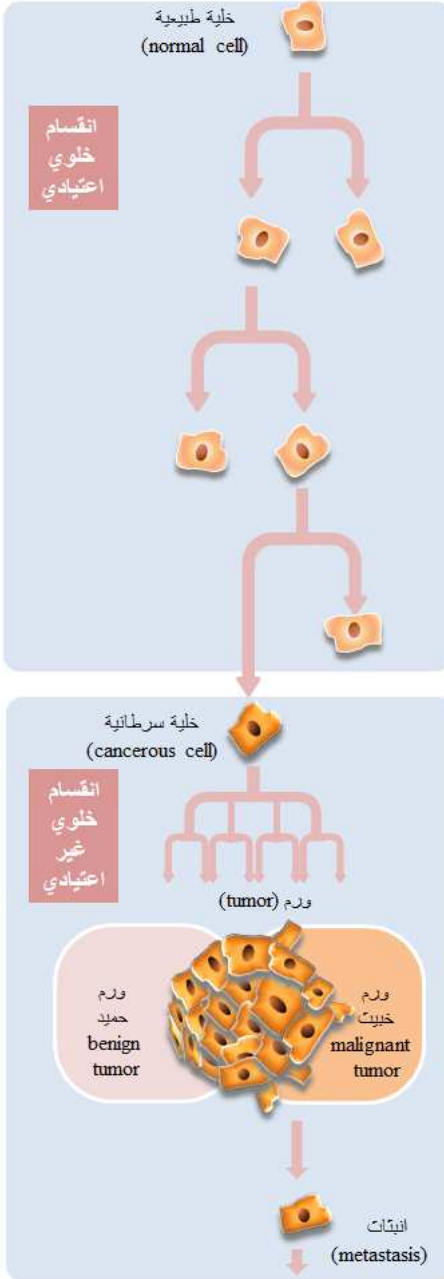 خلية طبيعية
(normal cell)
انقسام
خلوي
اعتيادي
خلية سرطانية
(cancerous cell)
انقسام
خلوي
غير
اعتيادي
ورم (tumor)
ورم
حميد
benign
tumor
ورم
خبيث
malignant
tumor
انبثاث
(metastasis)